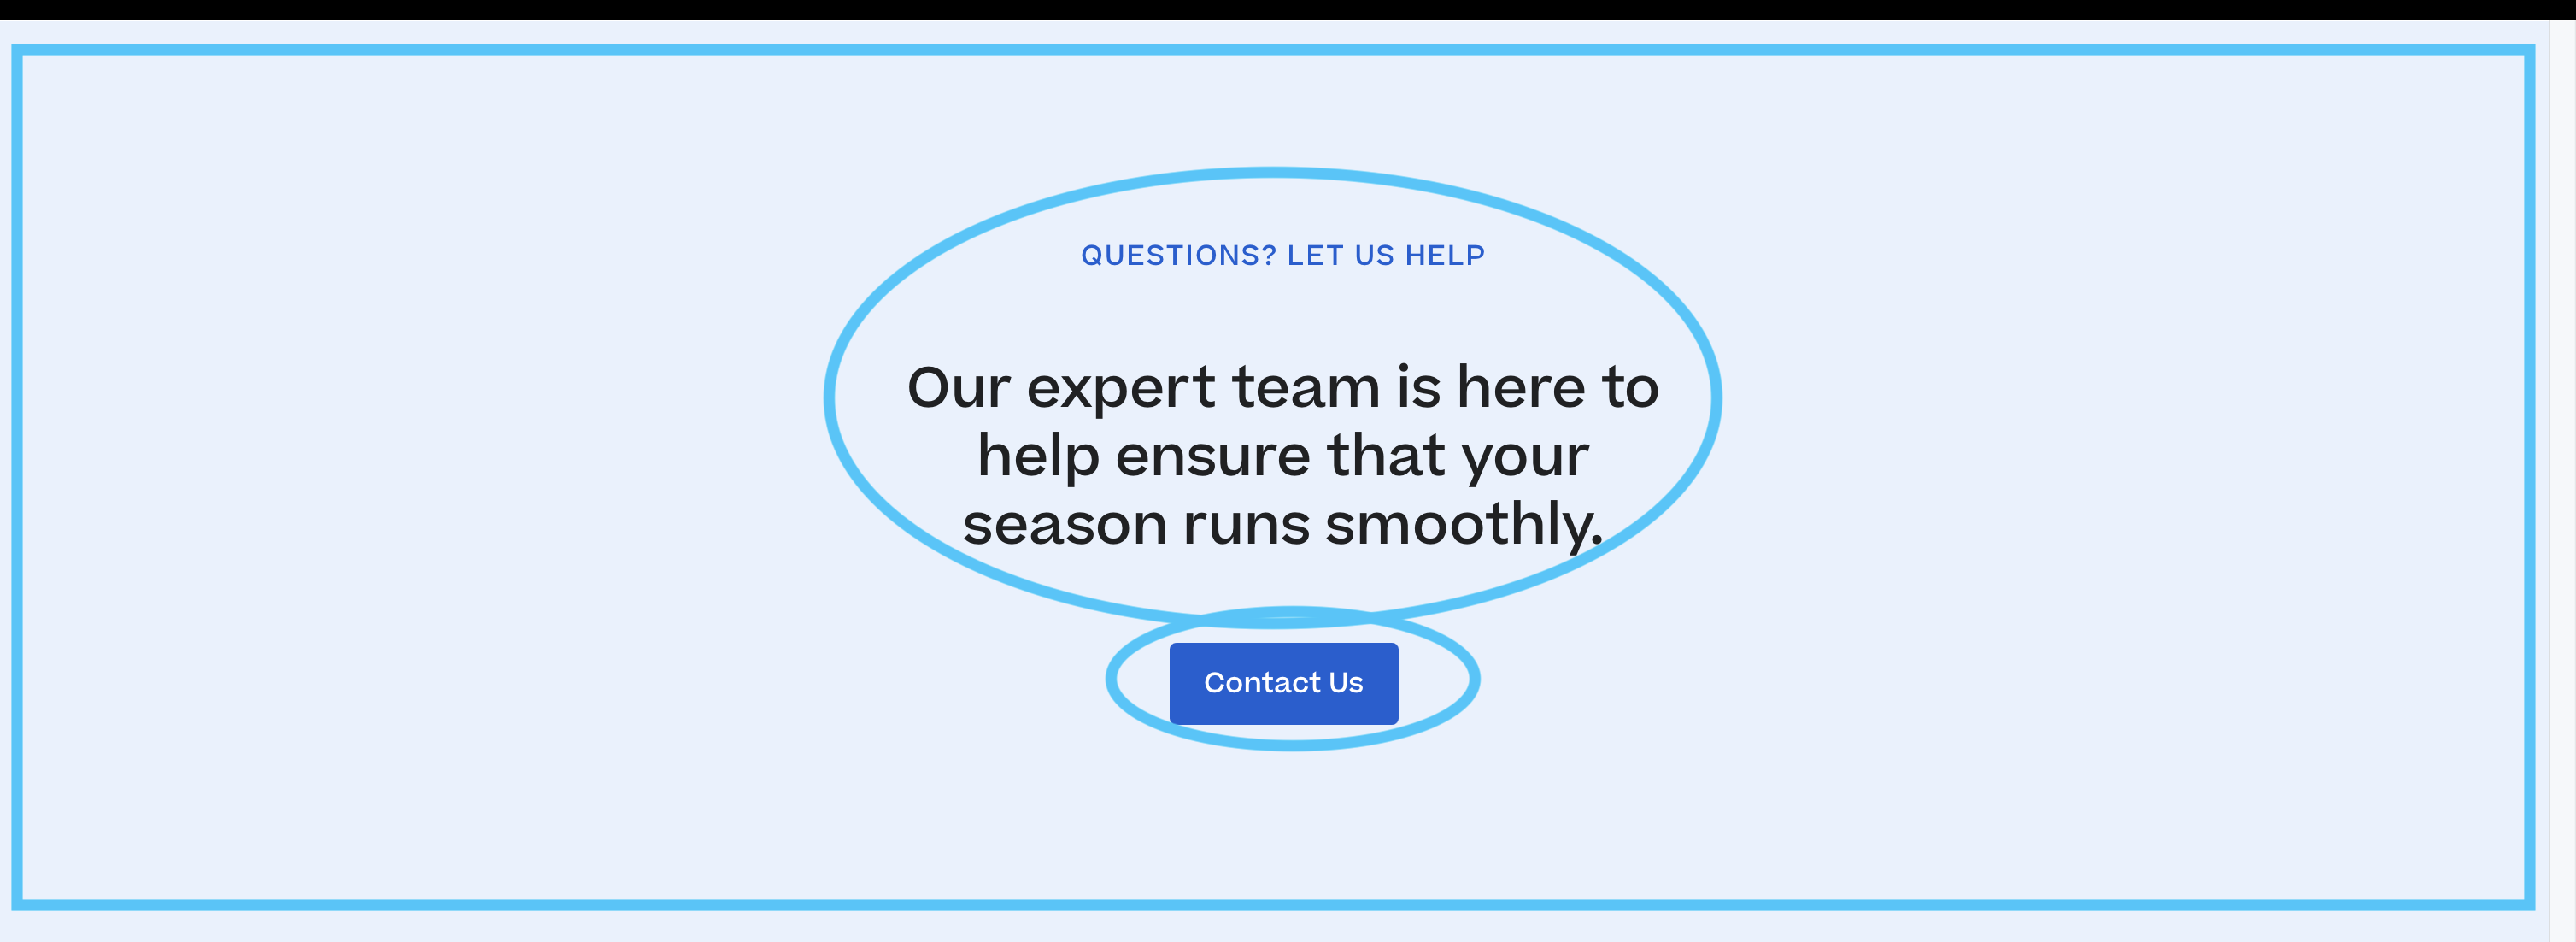 QUESTIONS? LET US HELP
Our expert team is here to
help ensure that your
season runs smoothly.
Contact Us